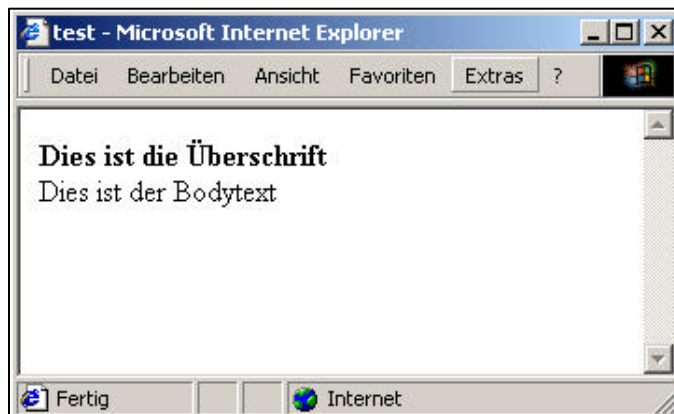 test - Microsoft Internet Explorer
Datei Bearbeiten Ansicht Favoriten Extras ?
Dies ist die Überschrift
Dies ist der Bodytext
Fertig Internet